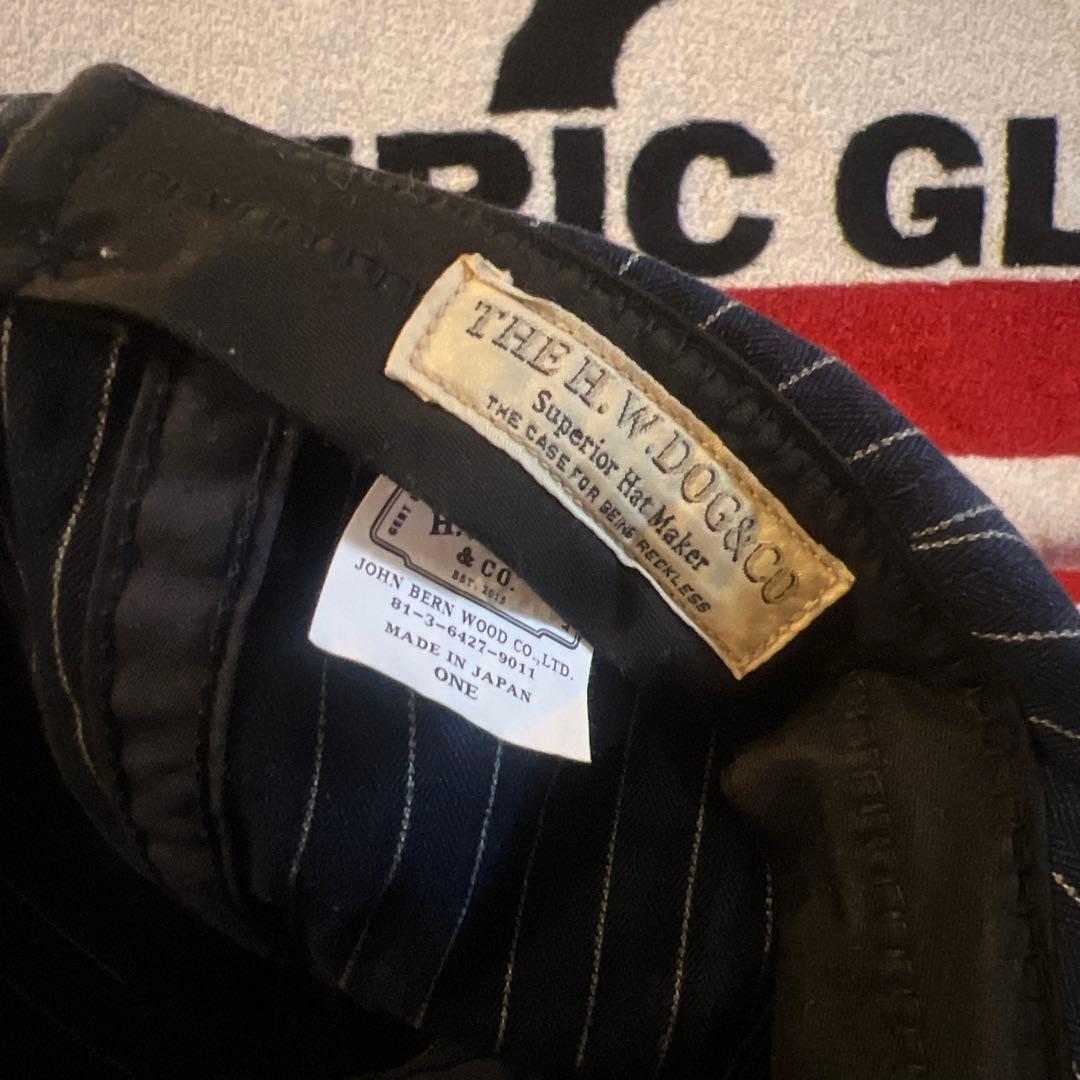 RIC GL
THE H.W.DOG&CO
Superior Hat Maker
THE CASE FOR BEING RECKLESS
H.
& CO.
EST. 2015
JOHN BERN WOOD CO.,LTD.
81-3-6427-9011
MADE IN JAPAN
ONE